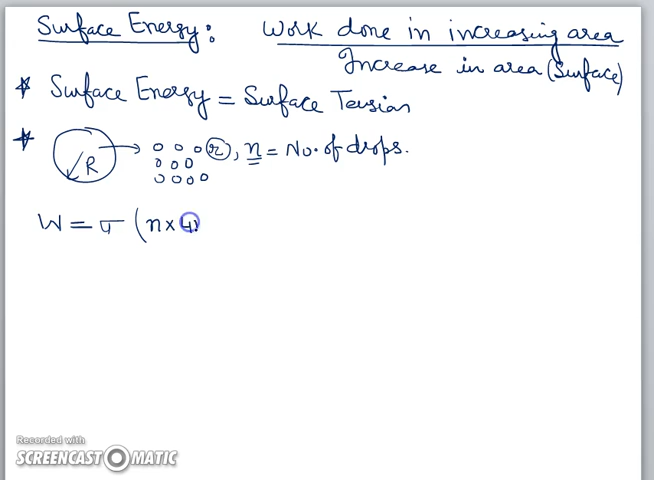 Surface Energy: Work done in increasing area
Increase in area (Surface)
* Surface Energy = Surface Tension
* R r, n = No. of drops.
W = T (n x 4
Recorded with
SCREENCAST O MATIC